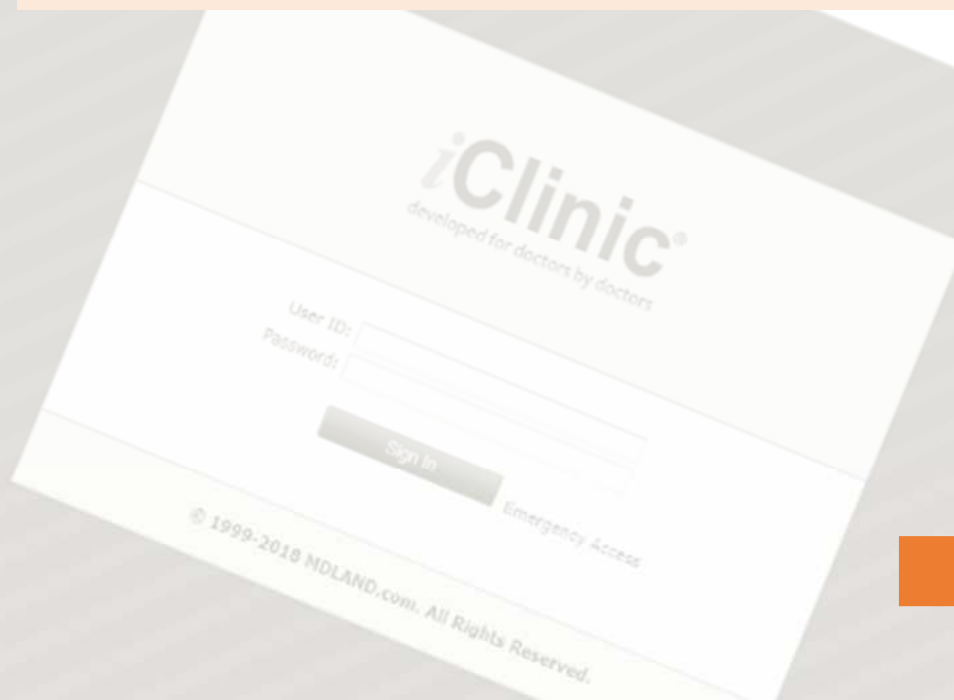 iClinic®
developed for doctors by doctors
User ID:
Password:
Sign In
Emergency Access
© 1999-2018 MDLAND.com. All Rights Reserved.